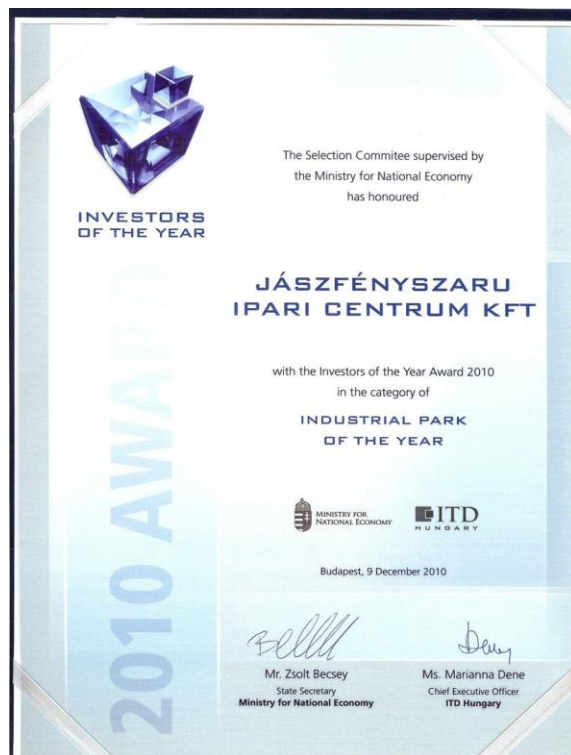 INVESTORS
OF THE YEAR
The Selection Commitee supervised by
the Ministry for National Economy
has honoured
JÁSZFÉNYSZARU
IPARI CENTRUM KFT
with the Investors of the Year Award 2010
in the category of
INDUSTRIAL PARK
OF THE YEAR
MINISTRY FOR
NATIONAL ECONOMY
ITD
HUNGARY
Budapest, 9 December 2010
Mr. Zsolt Becsey
State Secretary
Ministry for National Economy
Ms. Marianna Dene
Chief Executive Officer
ITD Hungary
2010 AWARD